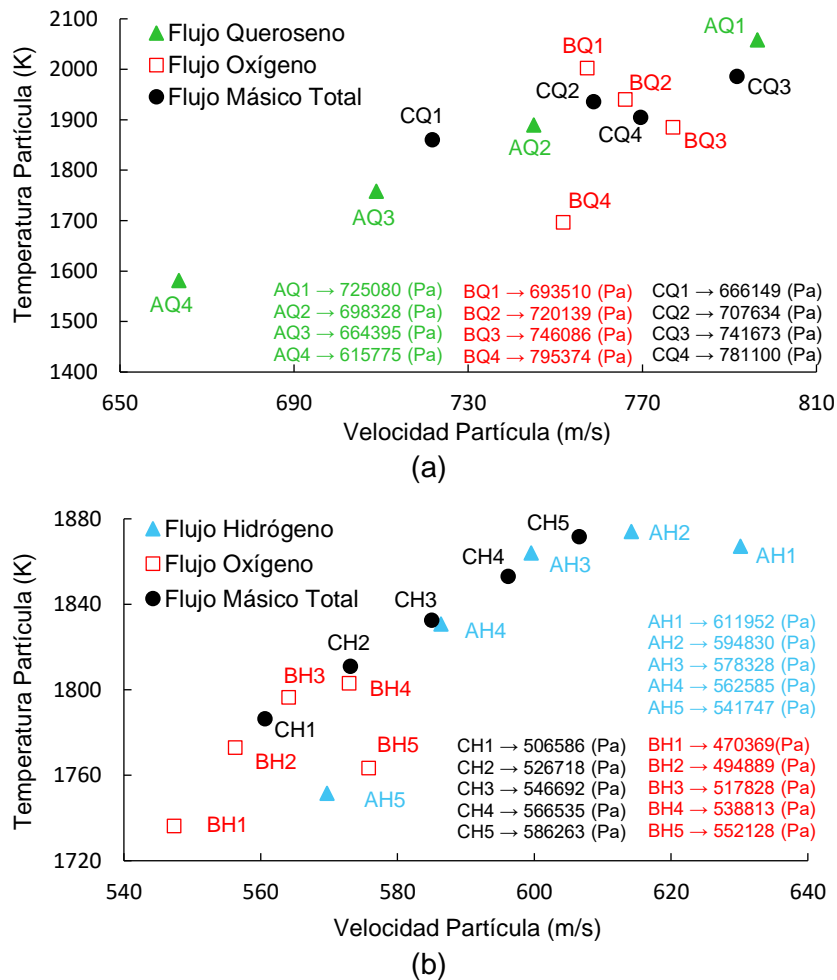 2100
2000
1900
1800
1700
1600
1500
1400
Temperatura Partícula (K)
Flujo Queroseno
Flujo Oxígeno
Flujo Másico Total
AQ1
BQ1
BQ2
CQ3
CQ2
CQ1
CQ4
AQ2
BQ3
AQ3
BQ4
AQ4
AQ1 → 725080 (Pa)
AQ2 → 698328 (Pa)
AQ3 → 664395 (Pa)
AQ4 → 615775 (Pa)
BQ1 → 693510 (Pa)
BQ2 → 720139 (Pa)
BQ3 → 746086 (Pa)
BQ4 → 795374 (Pa)
CQ1 → 666149 (Pa)
CQ2 → 707634 (Pa)
CQ3 → 741673 (Pa)
CQ4 → 781100 (Pa)
650 690 730 770 810
Velocidad Partícula (m/s)
(a)
1880
1840
1800
1760
1720
Temperatura Partícula (K)
Flujo Hidrógeno
Flujo Oxígeno
Flujo Másico Total
CH5
AH2
CH4
AH3
AH1
CH3
AH4
CH2
BH3
BH4
CH1
BH2
BH5
AH5
BH1
AH1 → 611952 (Pa)
AH2 → 594830 (Pa)
AH3 → 578328 (Pa)
AH4 → 562585 (Pa)
AH5 → 541747 (Pa)
CH1 → 506586 (Pa)
CH2 → 526718 (Pa)
CH3 → 546692 (Pa)
CH4 → 566535 (Pa)
CH5 → 586263 (Pa)
BH1 → 470369(Pa)
BH2 → 494889 (Pa)
BH3 → 517828 (Pa)
BH4 → 538813 (Pa)
BH5 → 552128 (Pa)
540 560 580 600 620 640
Velocidad Partícula (m/s)
(b)